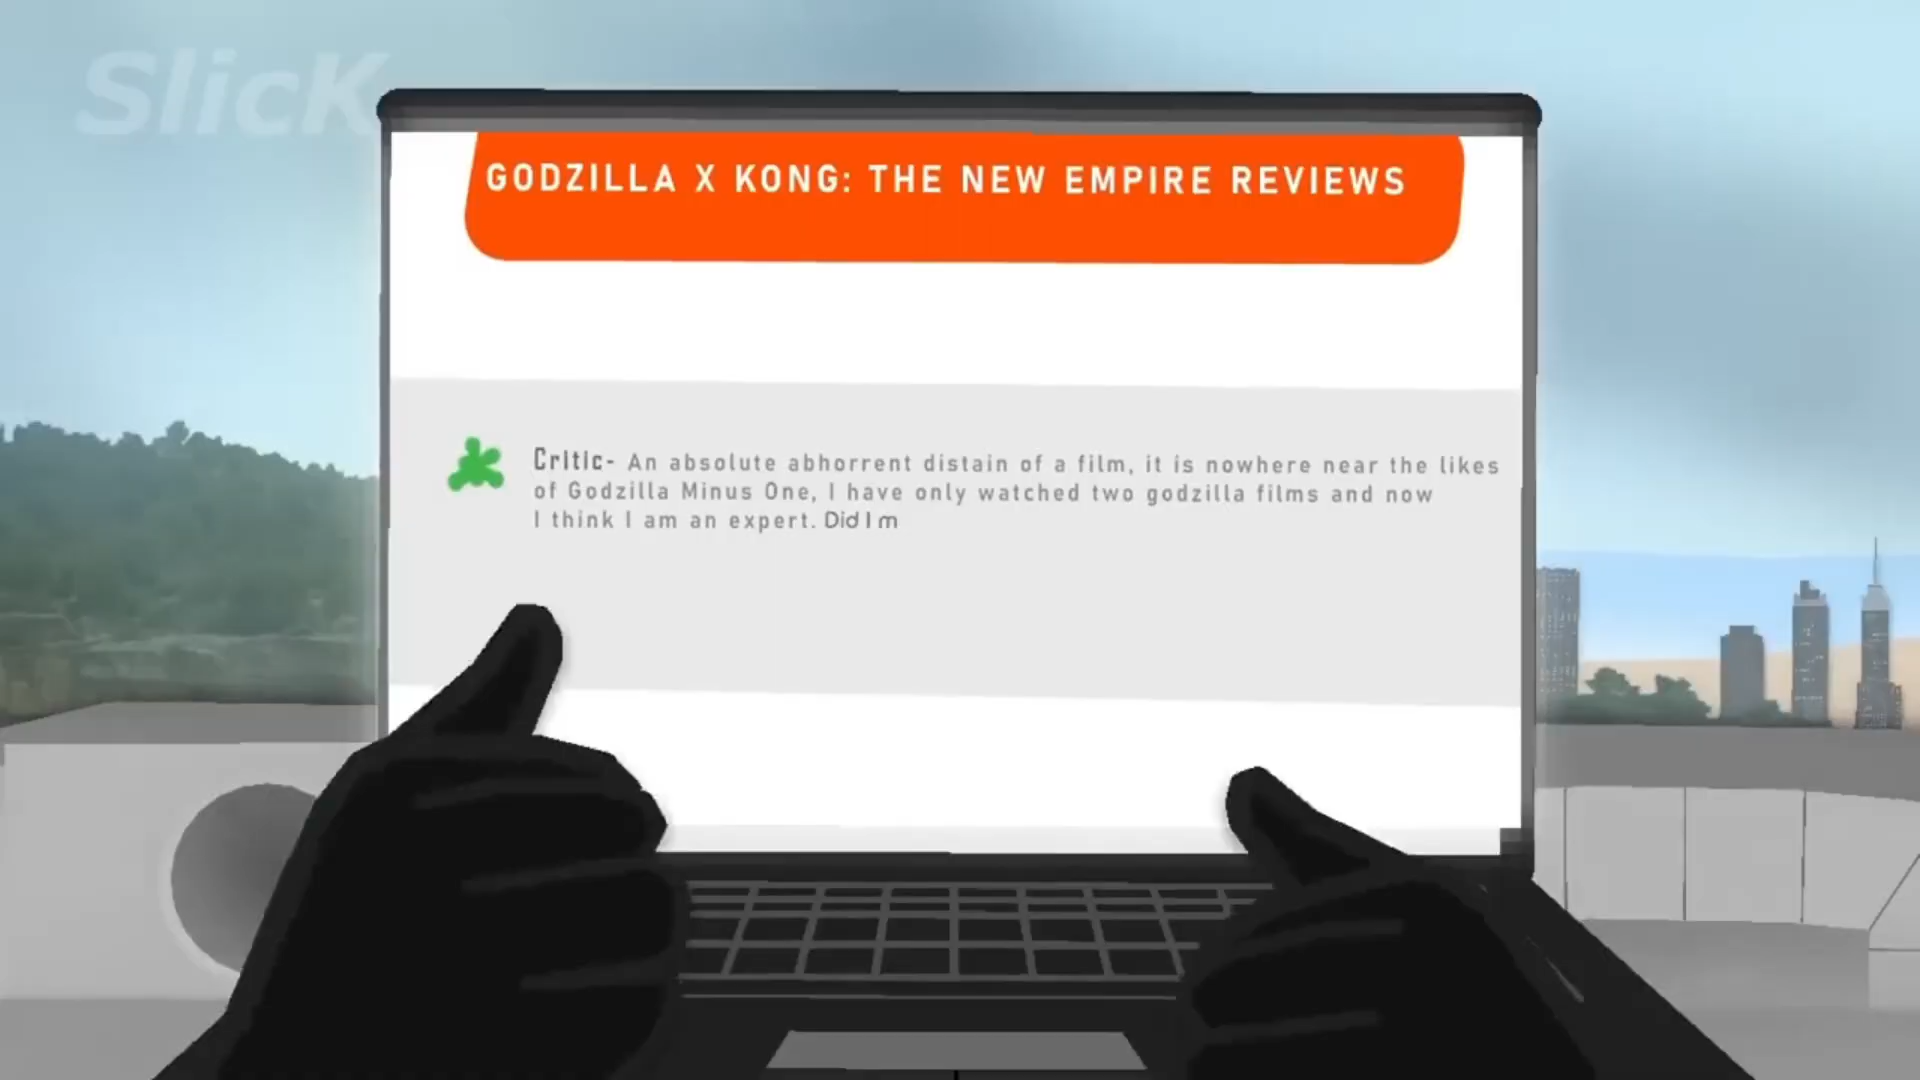 SlicK
GODZILLA X KONG: THE NEW EMPIRE REVIEWS
Critic- An absolute abhorrent distain of a film, it is nowhere near the likes
of Godzilla Minus One, I have only watched two godzilla films and now
I think I am an expert. Did I m